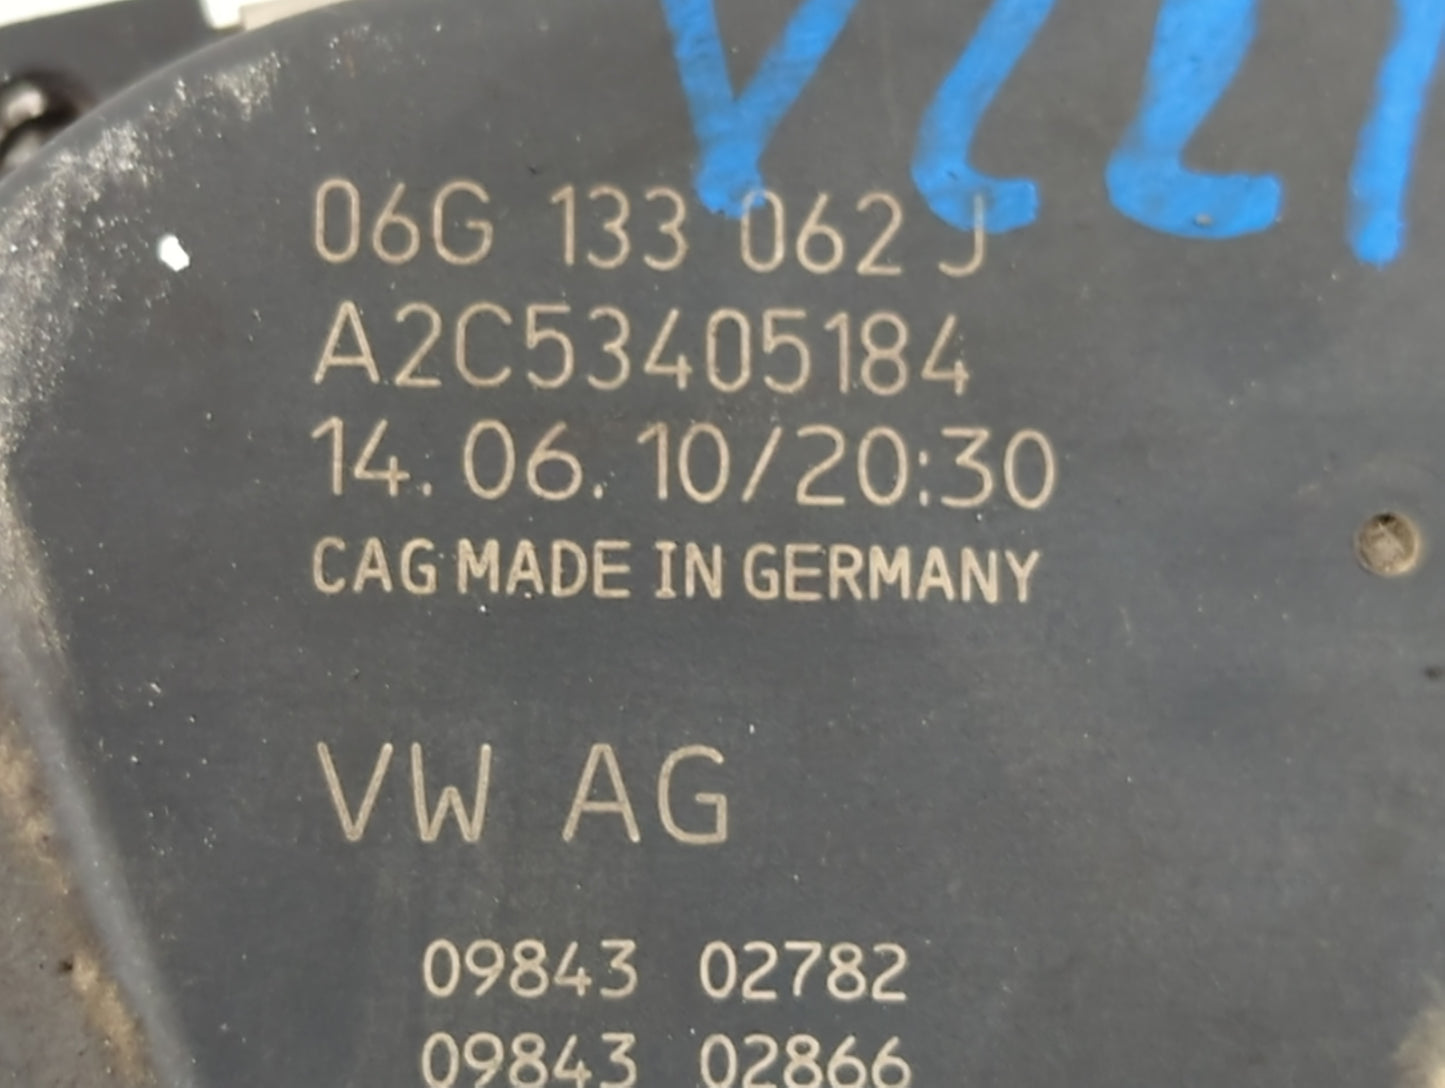 06G 133 062 J
A2C53405184
14.06.10/20:30
CAG MADE IN GERMANY
VW AG
09843 02782
09843 02866